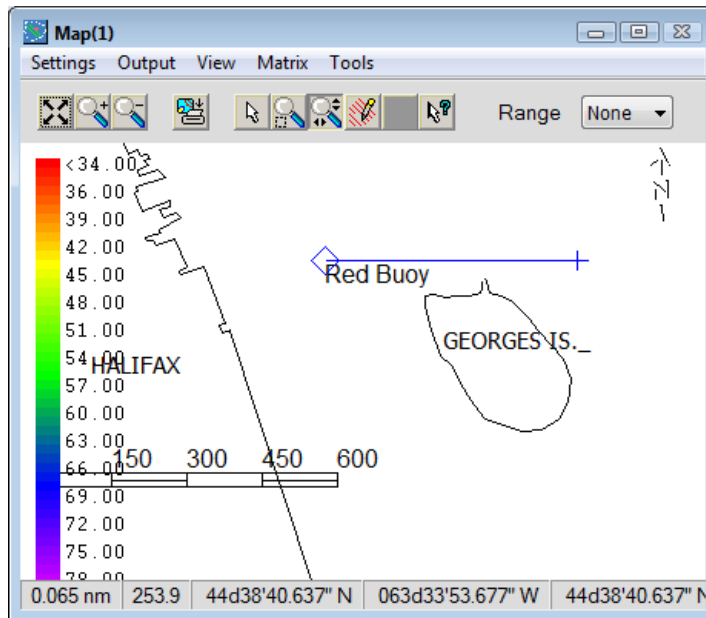 Map(1)
Settings Output View Matrix Tools
Range None
<34.00
36.00
39.00
42.00
45.00
48.00
51.00
54.00
57.00
60.00
63.00
66.00
69.00
72.00
75.00
78.00
Red Buoy
GEORGES IS._
HALIFAX
150 300 450 600
0.065 nm 253.9 44d38'40.637" N 063d33'53.677" W 44d38'40.637" N